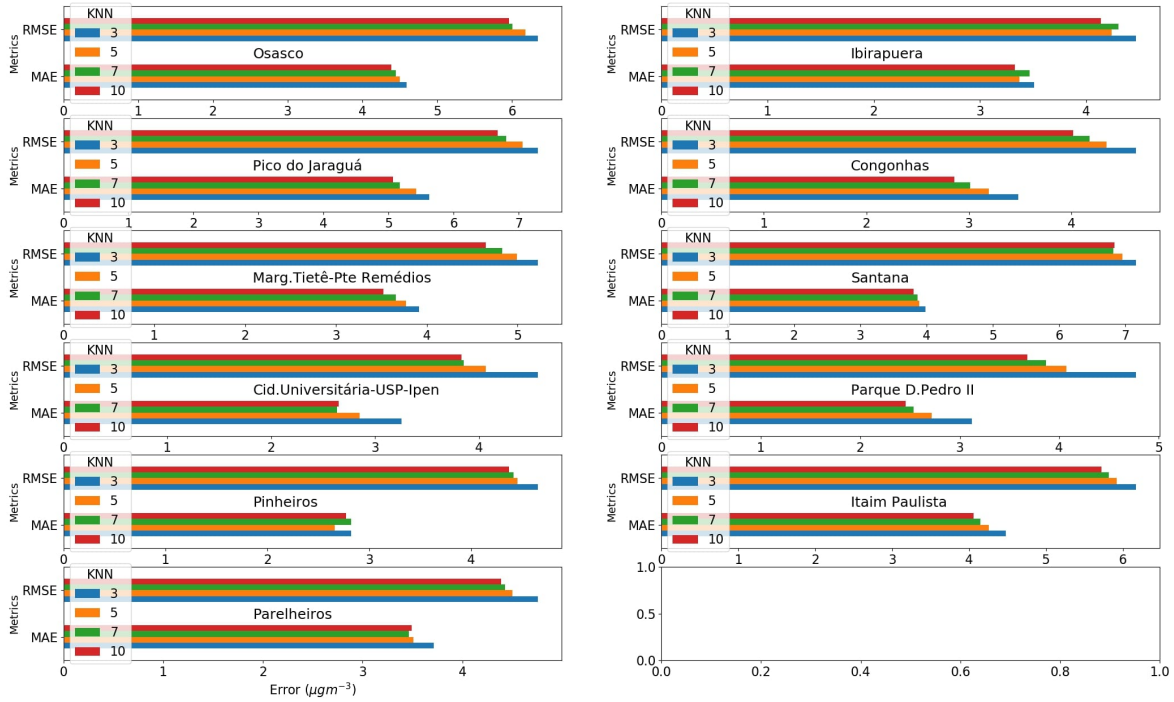 KNN
3
5
7
10
RMSE
MAE
Metrics
Osasco
0 1 2 3 4 5 6
KNN
3
5
7
10
RMSE
MAE
Metrics
Ibirapuera
0 1 2 3 4
KNN
3
5
7
10
RMSE
MAE
Metrics
Pico do Jaraguá
0 1 2 3 4 5 6 7
KNN
3
5
7
10
RMSE
MAE
Metrics
Congonhas
0 1 2 3 4
KNN
3
5
7
10
RMSE
MAE
Metrics
Marg.Tietê-Pte Remédios
0 1 2 3 4 5
KNN
3
5
7
10
RMSE
MAE
Metrics
Santana
0 1 2 3 4 5 6 7
KNN
3
5
7
10
RMSE
MAE
Metrics
Cid.Universitária-USP-Ipen
0 1 2 3 4
KNN
3
5
7
10
RMSE
MAE
Metrics
Parque D.Pedro II
0 1 2 3 4 5
KNN
3
5
7
10
RMSE
MAE
Metrics
Pinheiros
0 1 2 3 4
KNN
3
5
7
10
RMSE
MAE
Metrics
Itaim Paulista
0 1 2 3 4 5 6
KNN
3
5
7
10
RMSE
MAE
Metrics
Parelheiros
0 1 2 3 4
Error (μgm⁻³)
1.0
0.5
0.0
0.0 0.2 0.4 0.6 0.8 1.0